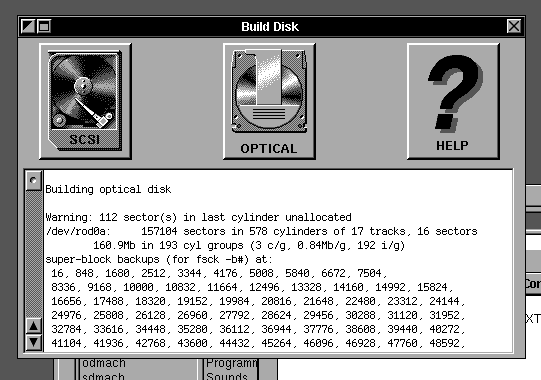 Build Disk
SCSI
OPTICAL
HELP
Building optical disk
Warning: 112 sector(s) in last cylinder unallocated
/dev/rod0a: 157104 sectors in 578 cylinders of 17 tracks, 16 sectors
160.9Mb in 193 cyl groups (3 c/g, 0.84Mb/g, 192 i/g)
super-block backups (for fsck -b#) at:
16, 848, 1680, 2512, 3344, 4176, 5008, 5840, 6672, 7504,
8336, 9168, 10000, 10832, 11664, 12496, 13328, 14160, 14992, 15824,
16656, 17488, 18320, 19152, 19984, 20816, 21648, 22480, 23312, 24144,
24976, 25808, 26128, 26960, 27792, 28624, 29456, 30288, 31120, 31952,
32784, 33616, 34448, 35280, 36112, 36944, 37776, 38608, 39440, 40272,
41104, 41936, 42768, 43600, 44432, 45264, 46096, 46928, 47760, 48592,
Con
XT
odmach Programm
sdmach Sounds